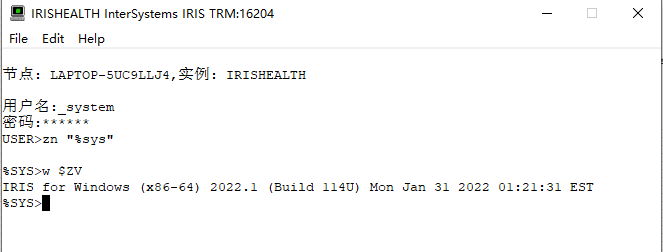 IRISHEALTH InterSystems IRIS TRM:16204
File Edit Help
节点: LAPTOP-5UC9LLJ4,实例: IRISHEALTH
用户名:_system
密码:******
USER>zn "%sys"
%SYS>w $ZV
IRIS for Windows (x86-64) 2022.1 (Build 114U) Mon Jan 31 2022 01:21:31 EST
%SYS>